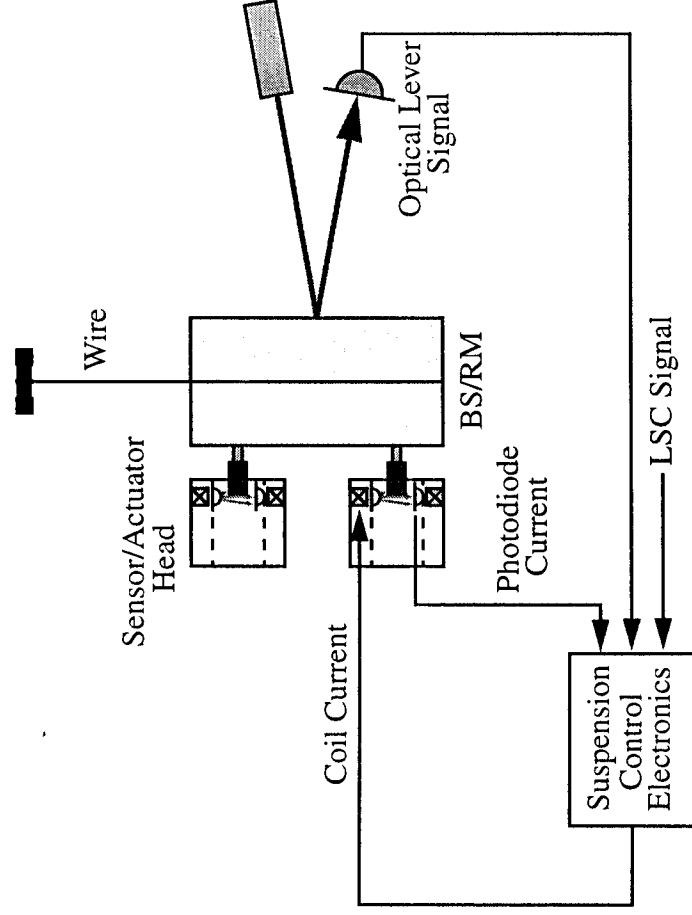 Wire
Sensor/Actuator
Head
BS/RM
Optical Lever
Signal
Coil Current
Photodiode
Current
LSC Signal
Suspension
Control
Electronics